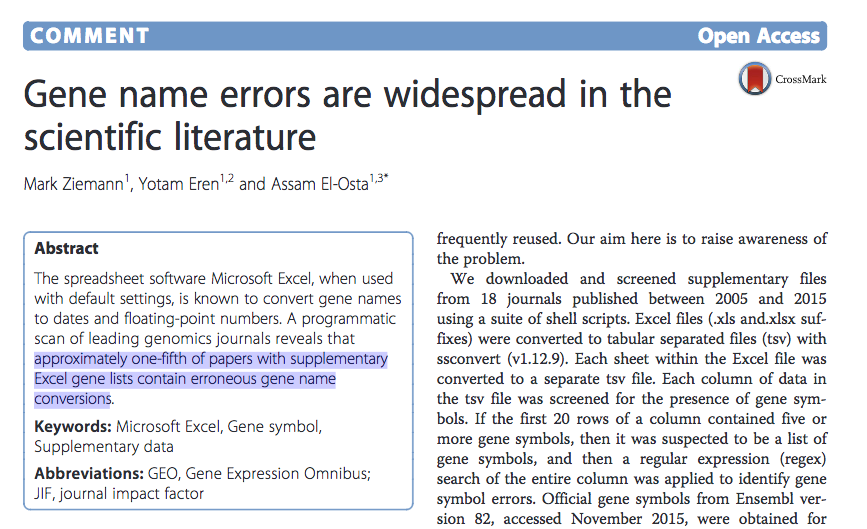 COMMENT
Open Access
CrossMark
Gene name errors are widespread in the
scientific literature
Mark Ziemann1, Yotam Eren1,2 and Assam El-Osta1,3*
Abstract
The spreadsheet software Microsoft Excel, when used
with default settings, is known to convert gene names
to dates and floating-point numbers. A programmatic
scan of leading genomics journals reveals that
approximately one-fifth of papers with supplementary
Excel gene lists contain erroneous gene name
conversions.
Keywords: Microsoft Excel, Gene symbol,
Supplementary data
Abbreviations: GEO, Gene Expression Omnibus;
JIF, journal impact factor
frequently reused. Our aim here is to raise awareness of
the problem.
We downloaded and screened supplementary files
from 18 journals published between 2005 and 2015
using a suite of shell scripts. Excel files (.xls and.xlsx suf-
fixes) were converted to tabular separated files (tsv) with
ssconvert (v1.12.9). Each sheet within the Excel file was
converted to a separate tsv file. Each column of data in
the tsv file was screened for the presence of gene sym-
bols. If the first 20 rows of a column contained five or
more gene symbols, then it was suspected to be a list of
gene symbols, and then a regular expression (regex)
search of the entire column was applied to identify gene
symbol errors. Official gene symbols from Ensembl ver-
sion 82, accessed November 2015, were obtained for